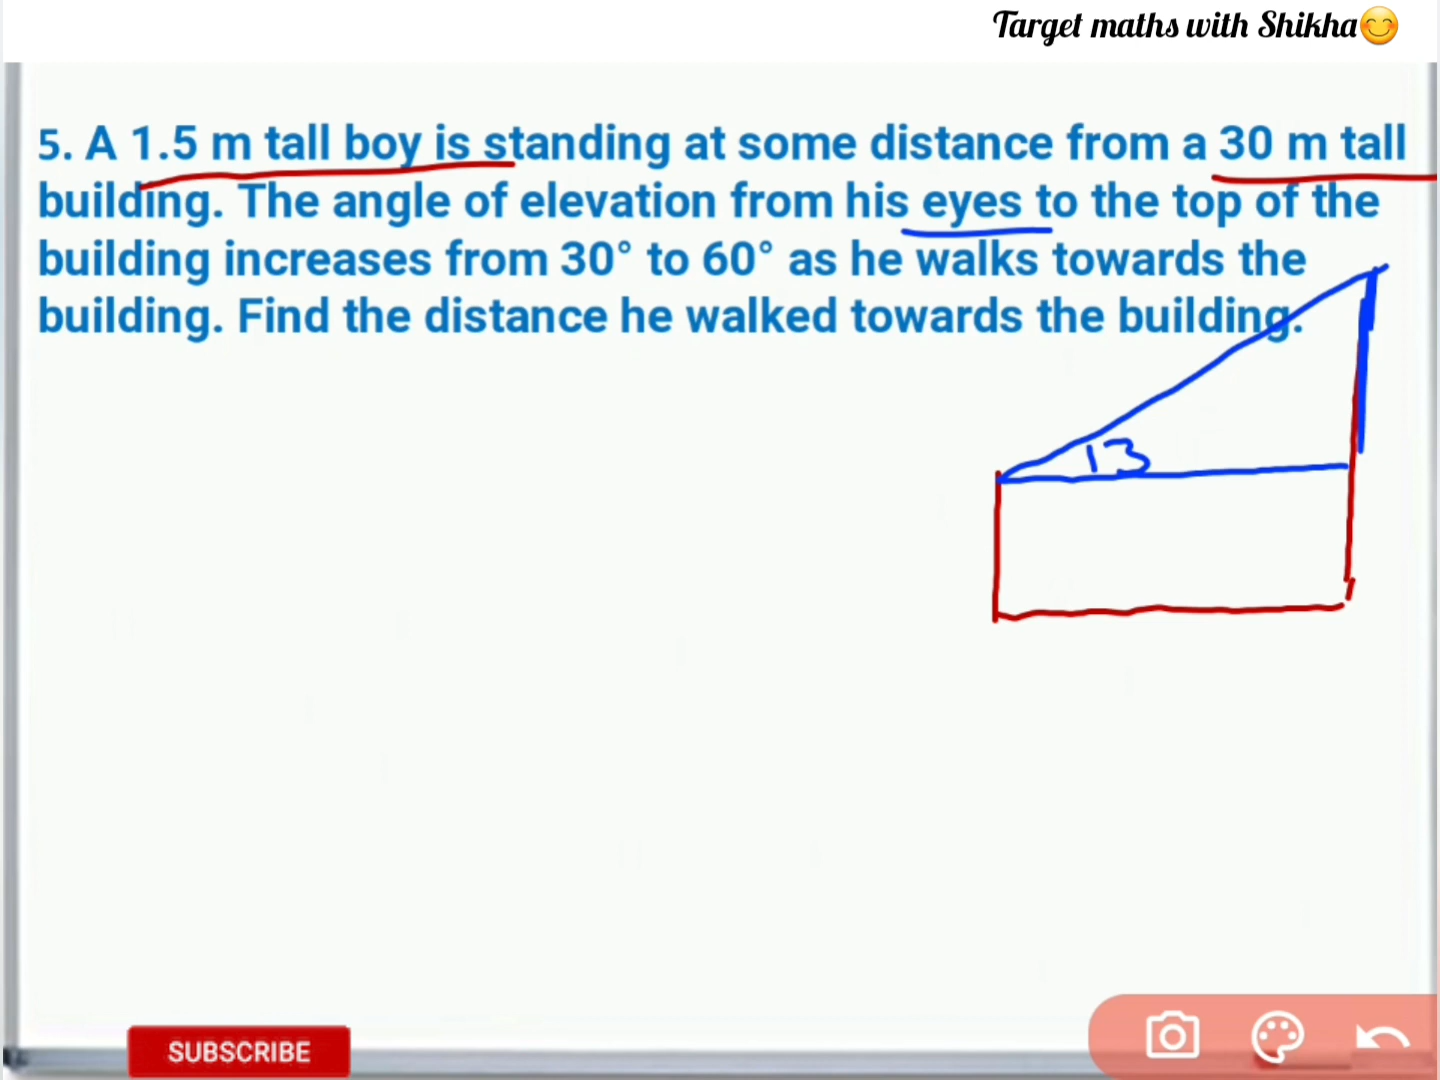 Target maths with Shikha😊
5. A 1.5 m tall boy is standing at some distance from a 30 m tall
building. The angle of elevation from his eyes to the top of the
building increases from 30° to 60° as he walks towards the
building. Find the distance he walked towards the building.
13
SUBSCRIBE